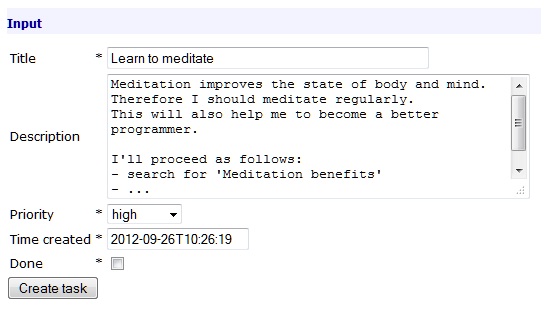 Input
Title * Learn to meditate
Description
Meditation improves the state of body and mind.
Therefore I should meditate regularly.
This will also help me to become a better
programmer.
I'll proceed as follows:
- search for 'Meditation benefits'
- ...
Priority * high
Time created * 2012-09-26T10:26:19
Done *
Create task